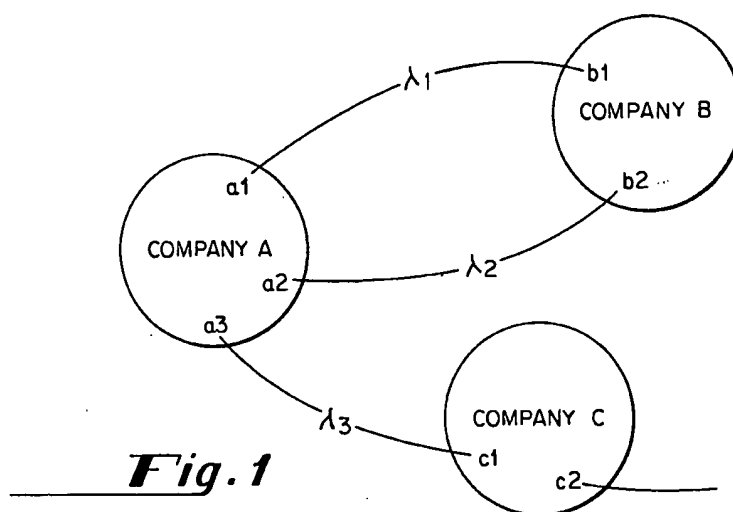 λ1
b1
COMPANY B
a1
b2
COMPANY A
a2
λ2
a3
COMPANY C
λ3
c1
Fig. 1
c2